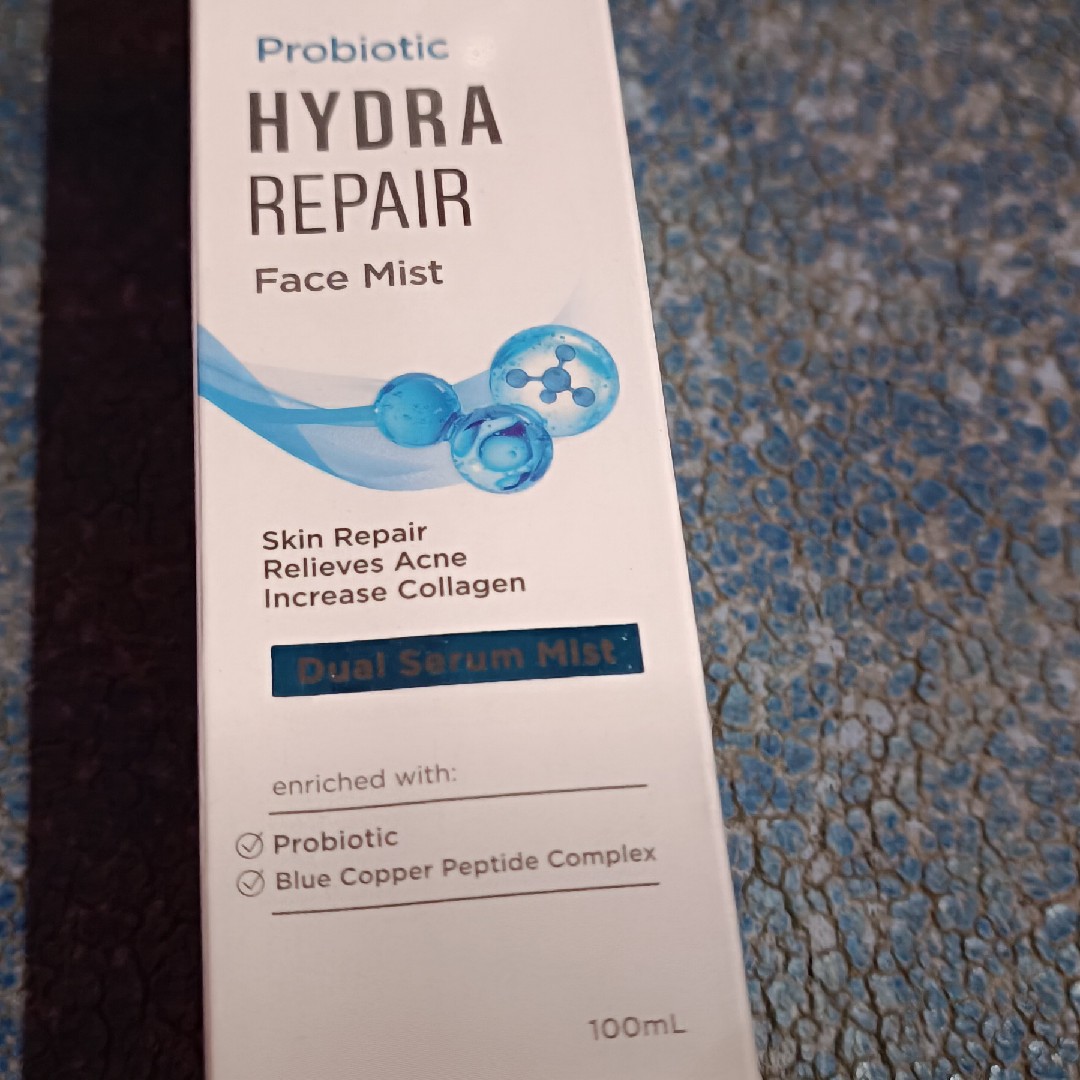 Probiotic
HYDRA
REPAIR
Face Mist
Skin Repair
Relieves Acne
Increase Collagen
Dual Serum Mist
enriched with:
Probiotic
Blue Copper Peptide Complex
100mL